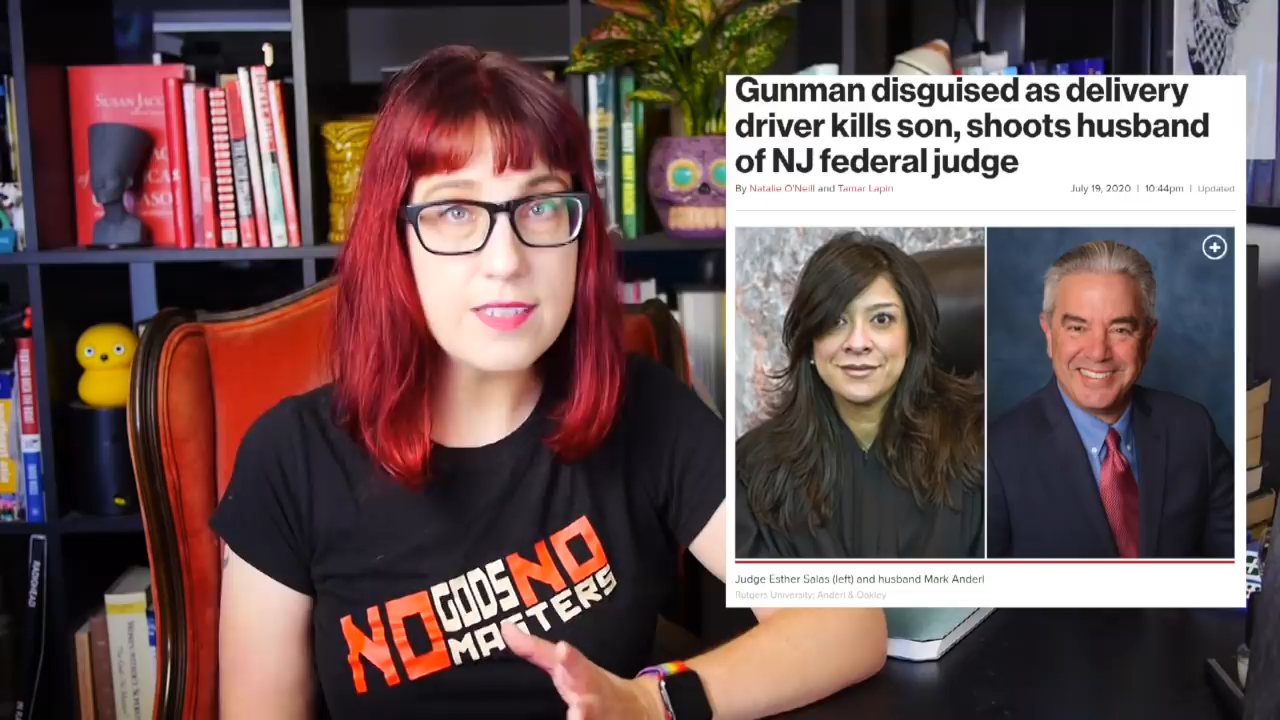 Gunman disguised as delivery
driver kills son, shoots husband
of NJ federal judge
By Natalie O'Neill and Tamar Lapin
July 19, 2020 | 10:44pm | Updated
Judge Esther Salas (left) and husband Mark Anderl
Rutgers University; Anderl & Oakley
SUSAN JAC
NO GODS NO
MASTERS
RADIOHEAD